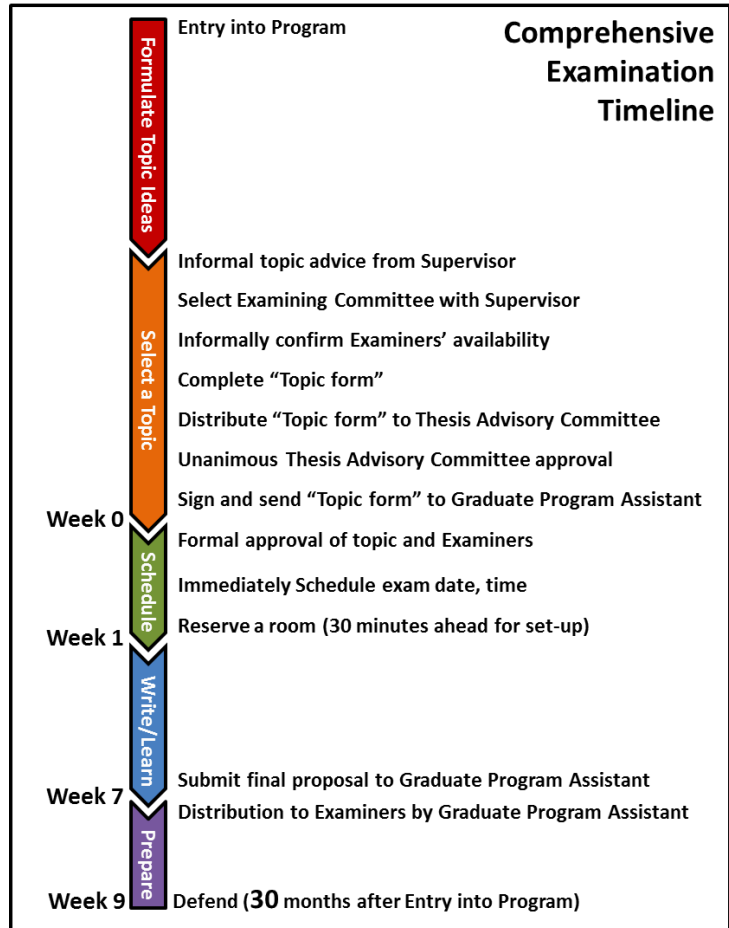 Entry into Program
Comprehensive
Examination
Timeline
Formulate Topic Ideas
Informal topic advice from Supervisor
Select Examining Committee with Supervisor
Informally confirm Examiners’ availability
Select a Topic
Complete “Topic form”
Distribute “Topic form” to Thesis Advisory Committee
Unanimous Thesis Advisory Committee approval
Sign and send “Topic form” to Graduate Program Assistant
Week 0
Formal approval of topic and Examiners
Schedule
Immediately Schedule exam date, time
Reserve a room (30 minutes ahead for set-up)
Week 1
Write/Learn
Submit final proposal to Graduate Program Assistant
Week 7
Distribution to Examiners by Graduate Program Assistant
Prepare
Week 9
Defend (30 months after Entry into Program)